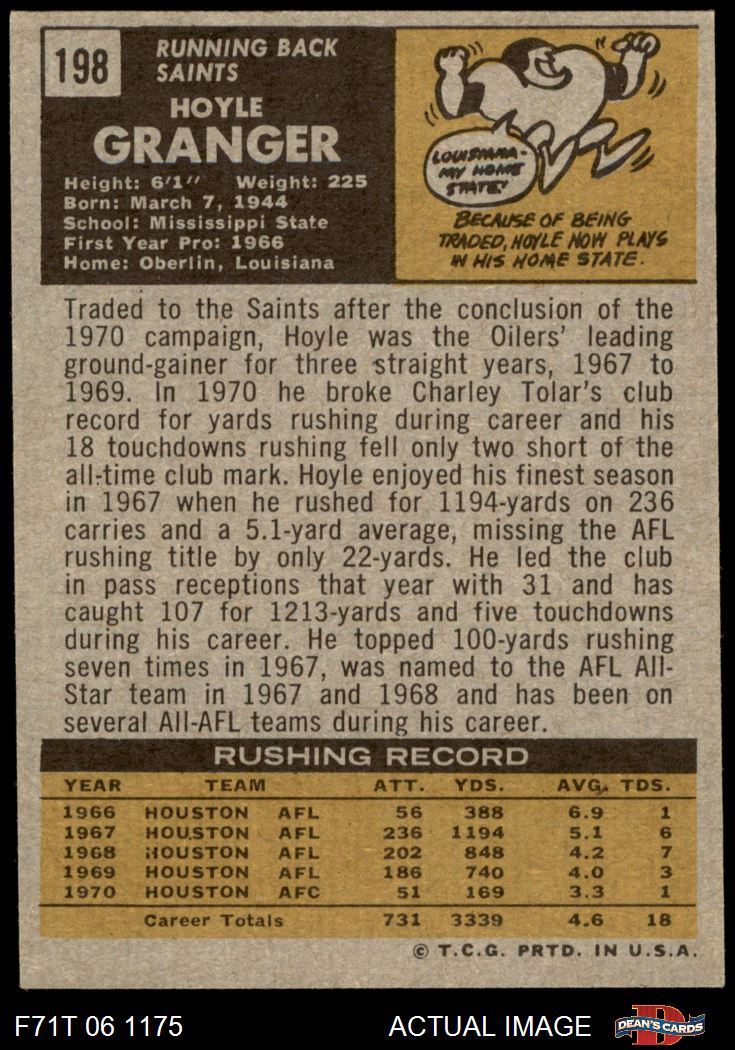 198
RUNNING BACK
SAINTS
HOYLE
GRANGER
Height: 6'1" Weight: 225
Born: March 7, 1944
School: Mississippi State
First Year Pro: 1966
Home: Oberlin, Louisiana
LOUISIANA-
MY HOME
STATE!
BECAUSE OF BEING
TRADED, HOYLE NOW PLAYS
IN HIS HOME STATE.
Traded to the Saints after the conclusion of the
1970 campaign, Hoyle was the Oilers' leading
ground-gainer for three straight years, 1967 to
1969. In 1970 he broke Charley Tolar's club
record for yards rushing during career and his
18 touchdowns rushing fell only two short of the
all-time club mark. Hoyle enjoyed his finest season
in 1967 when he rushed for 1194-yards on 236
carries and a 5.1-yard average, missing the AFL
rushing title by only 22-yards. He led the club
in pass receptions that year with 31 and has
caught 107 for 1213-yards and five touchdowns
during his career. He topped 100-yards rushing
seven times in 1967, was named to the AFL All-
Star team in 1967 and 1968 and has been on
several All-AFL teams during his career.
RUSHING RECORD
YEAR TEAM ATT. YDS. AVG. TDS.
1966 HOUSTON AFL 56 388 6.9 1
1967 HOUSTON AFL 236 1194 5.1 6
1968 HOUSTON AFL 202 848 4.2 7
1969 HOUSTON AFL 186 740 4.0 3
1970 HOUSTON AFC 51 169 3.3 1
Career Totals 731 3339 4.6 18
© T.C.G. PRTD. IN U.S.A.
F71T 06 1175 ACTUAL IMAGE D DEAN'S CARDS